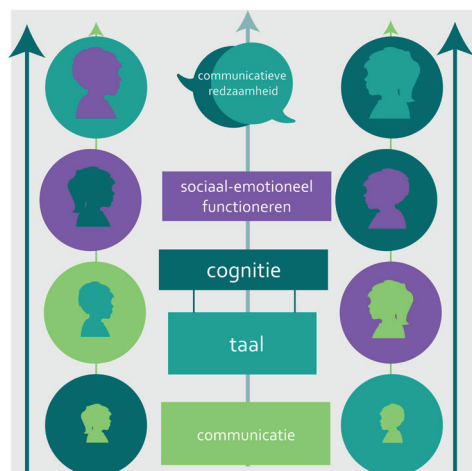 communicatieve
redzaamheid
sociaal-emotioneel
functioneren
cognitie
taal
communicatie